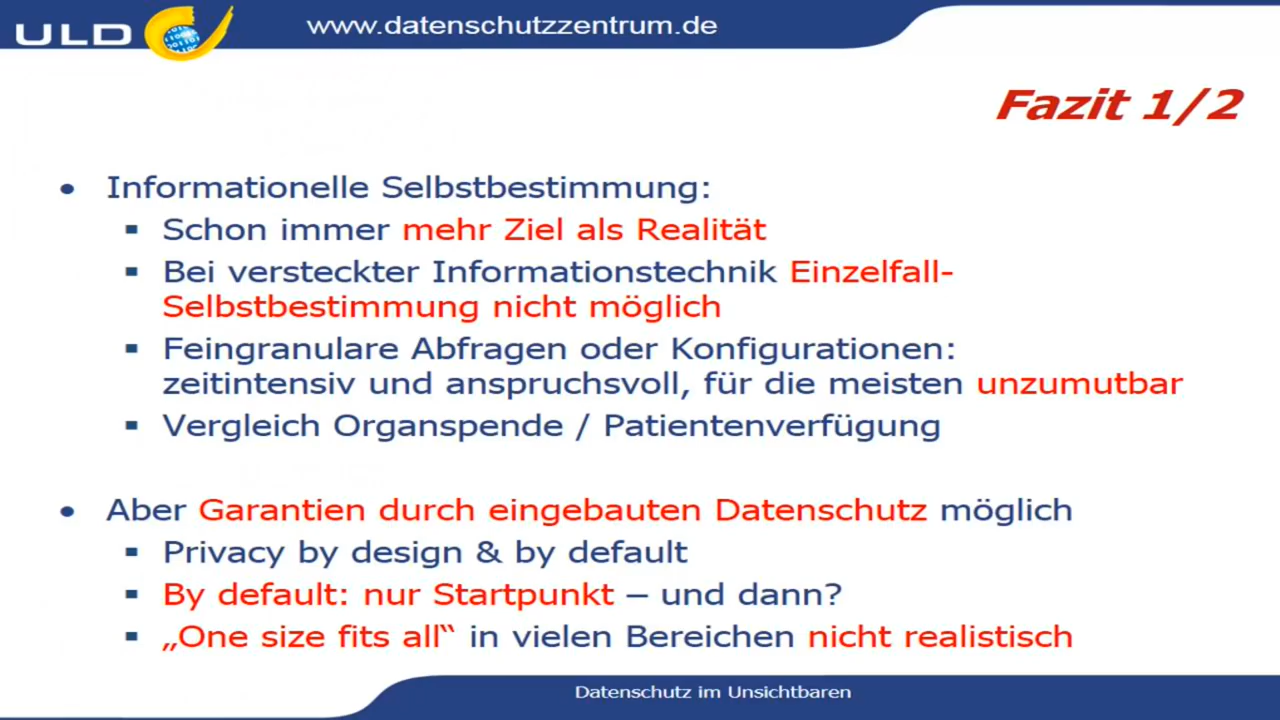 ULD
www.datenschutzzentrum.de
Fazit 1/2
• Informationelle Selbstbestimmung:
▪ Schon immer mehr Ziel als Realität
▪ Bei versteckter Informationstechnik Einzelfall-
Selbstbestimmung nicht möglich
▪ Feingranulare Abfragen oder Konfigurationen:
zeitintensiv und anspruchsvoll, für die meisten unzumutbar
▪ Vergleich Organspende / Patientenverfügung
• Aber Garantien durch eingebauten Datenschutz möglich
▪ Privacy by design & by default
▪ By default: nur Startpunkt – und dann?
▪ „One size fits all“ in vielen Bereichen nicht realistisch
Datenschutz im Unsichtbaren